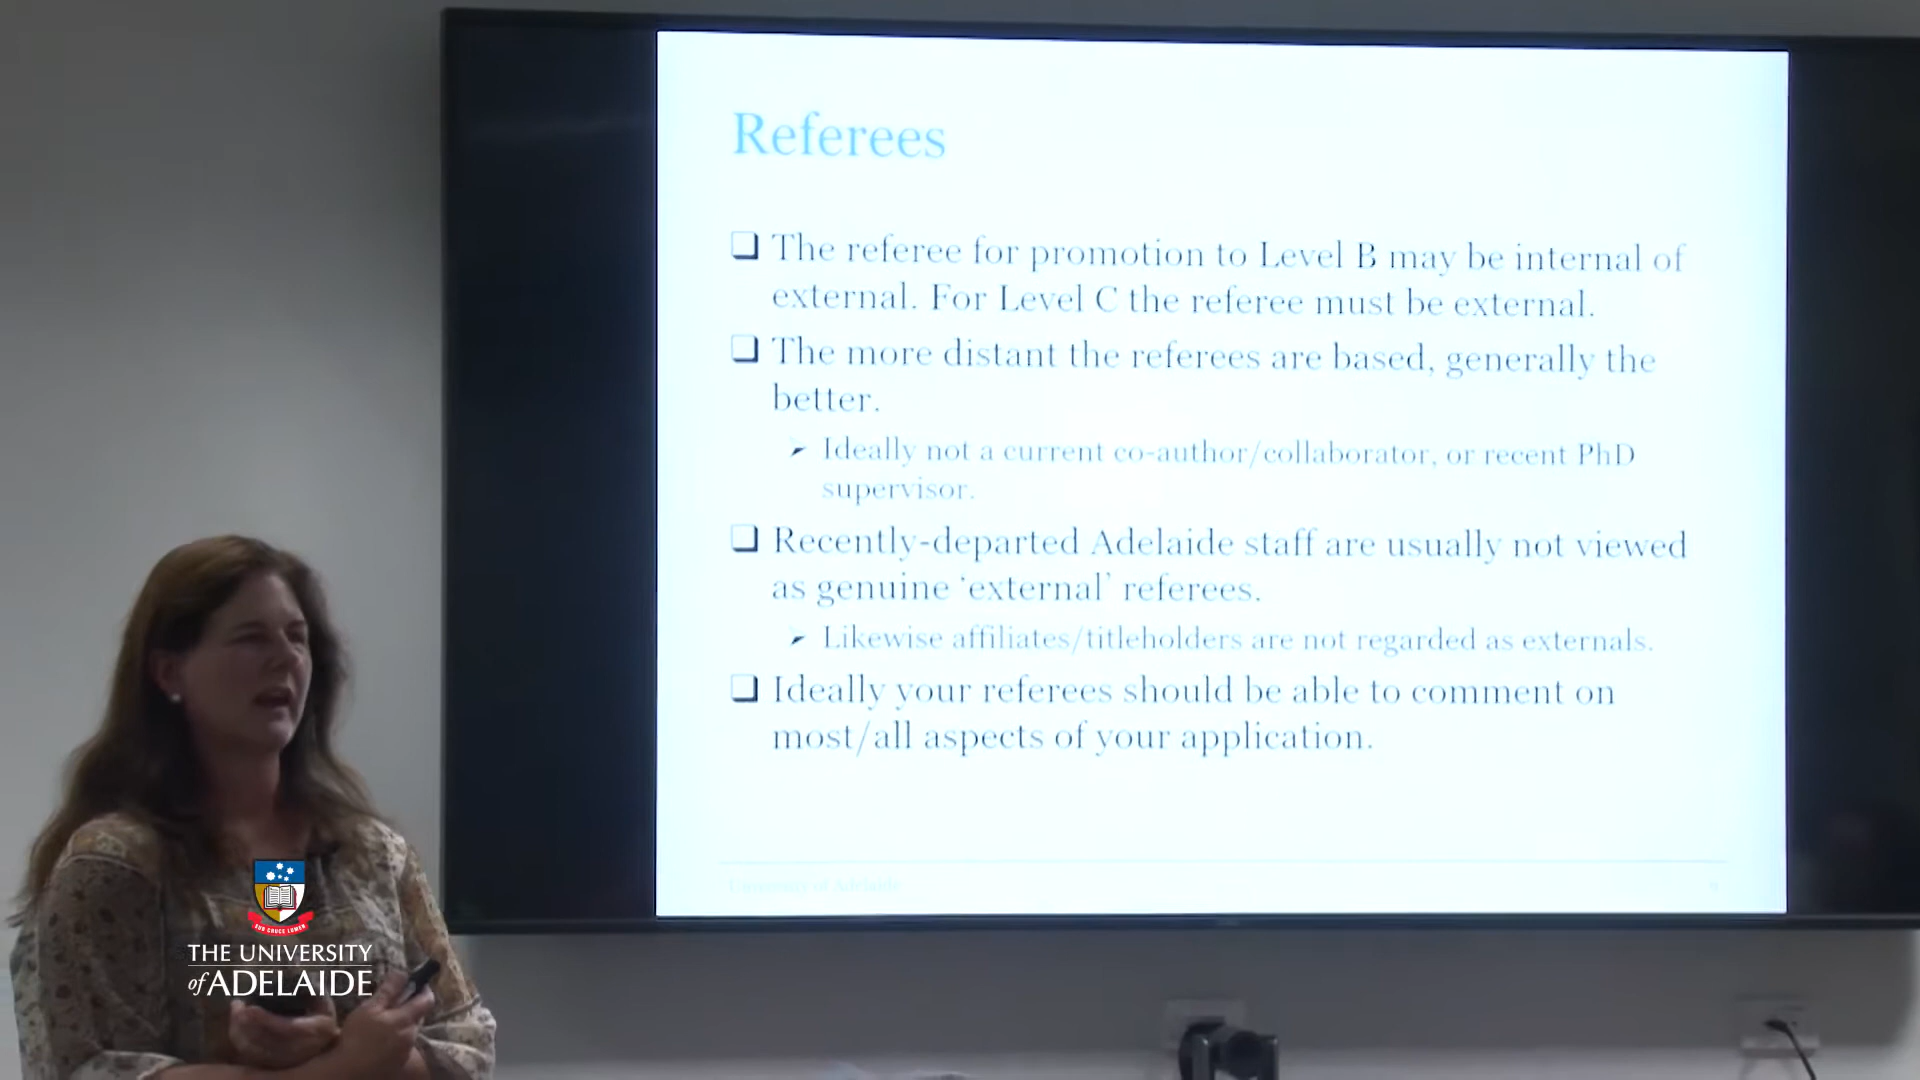 Referees
❑ The referee for promotion to Level B may be internal of
external. For Level C the referee must be external.
❑ The more distant the referees are based, generally the
better.
➢ Ideally not a current co-author/collaborator, or recent PhD
supervisor.
❑ Recently-departed Adelaide staff are usually not viewed
as genuine ‘external’ referees.
➢ Likewise affiliates/titleholders are not regarded as externals.
❑ Ideally your referees should be able to comment on
most/all aspects of your application.
University of Adelaide
SUB CRUCE LUMEN
THE UNIVERSITY
of ADELAIDE